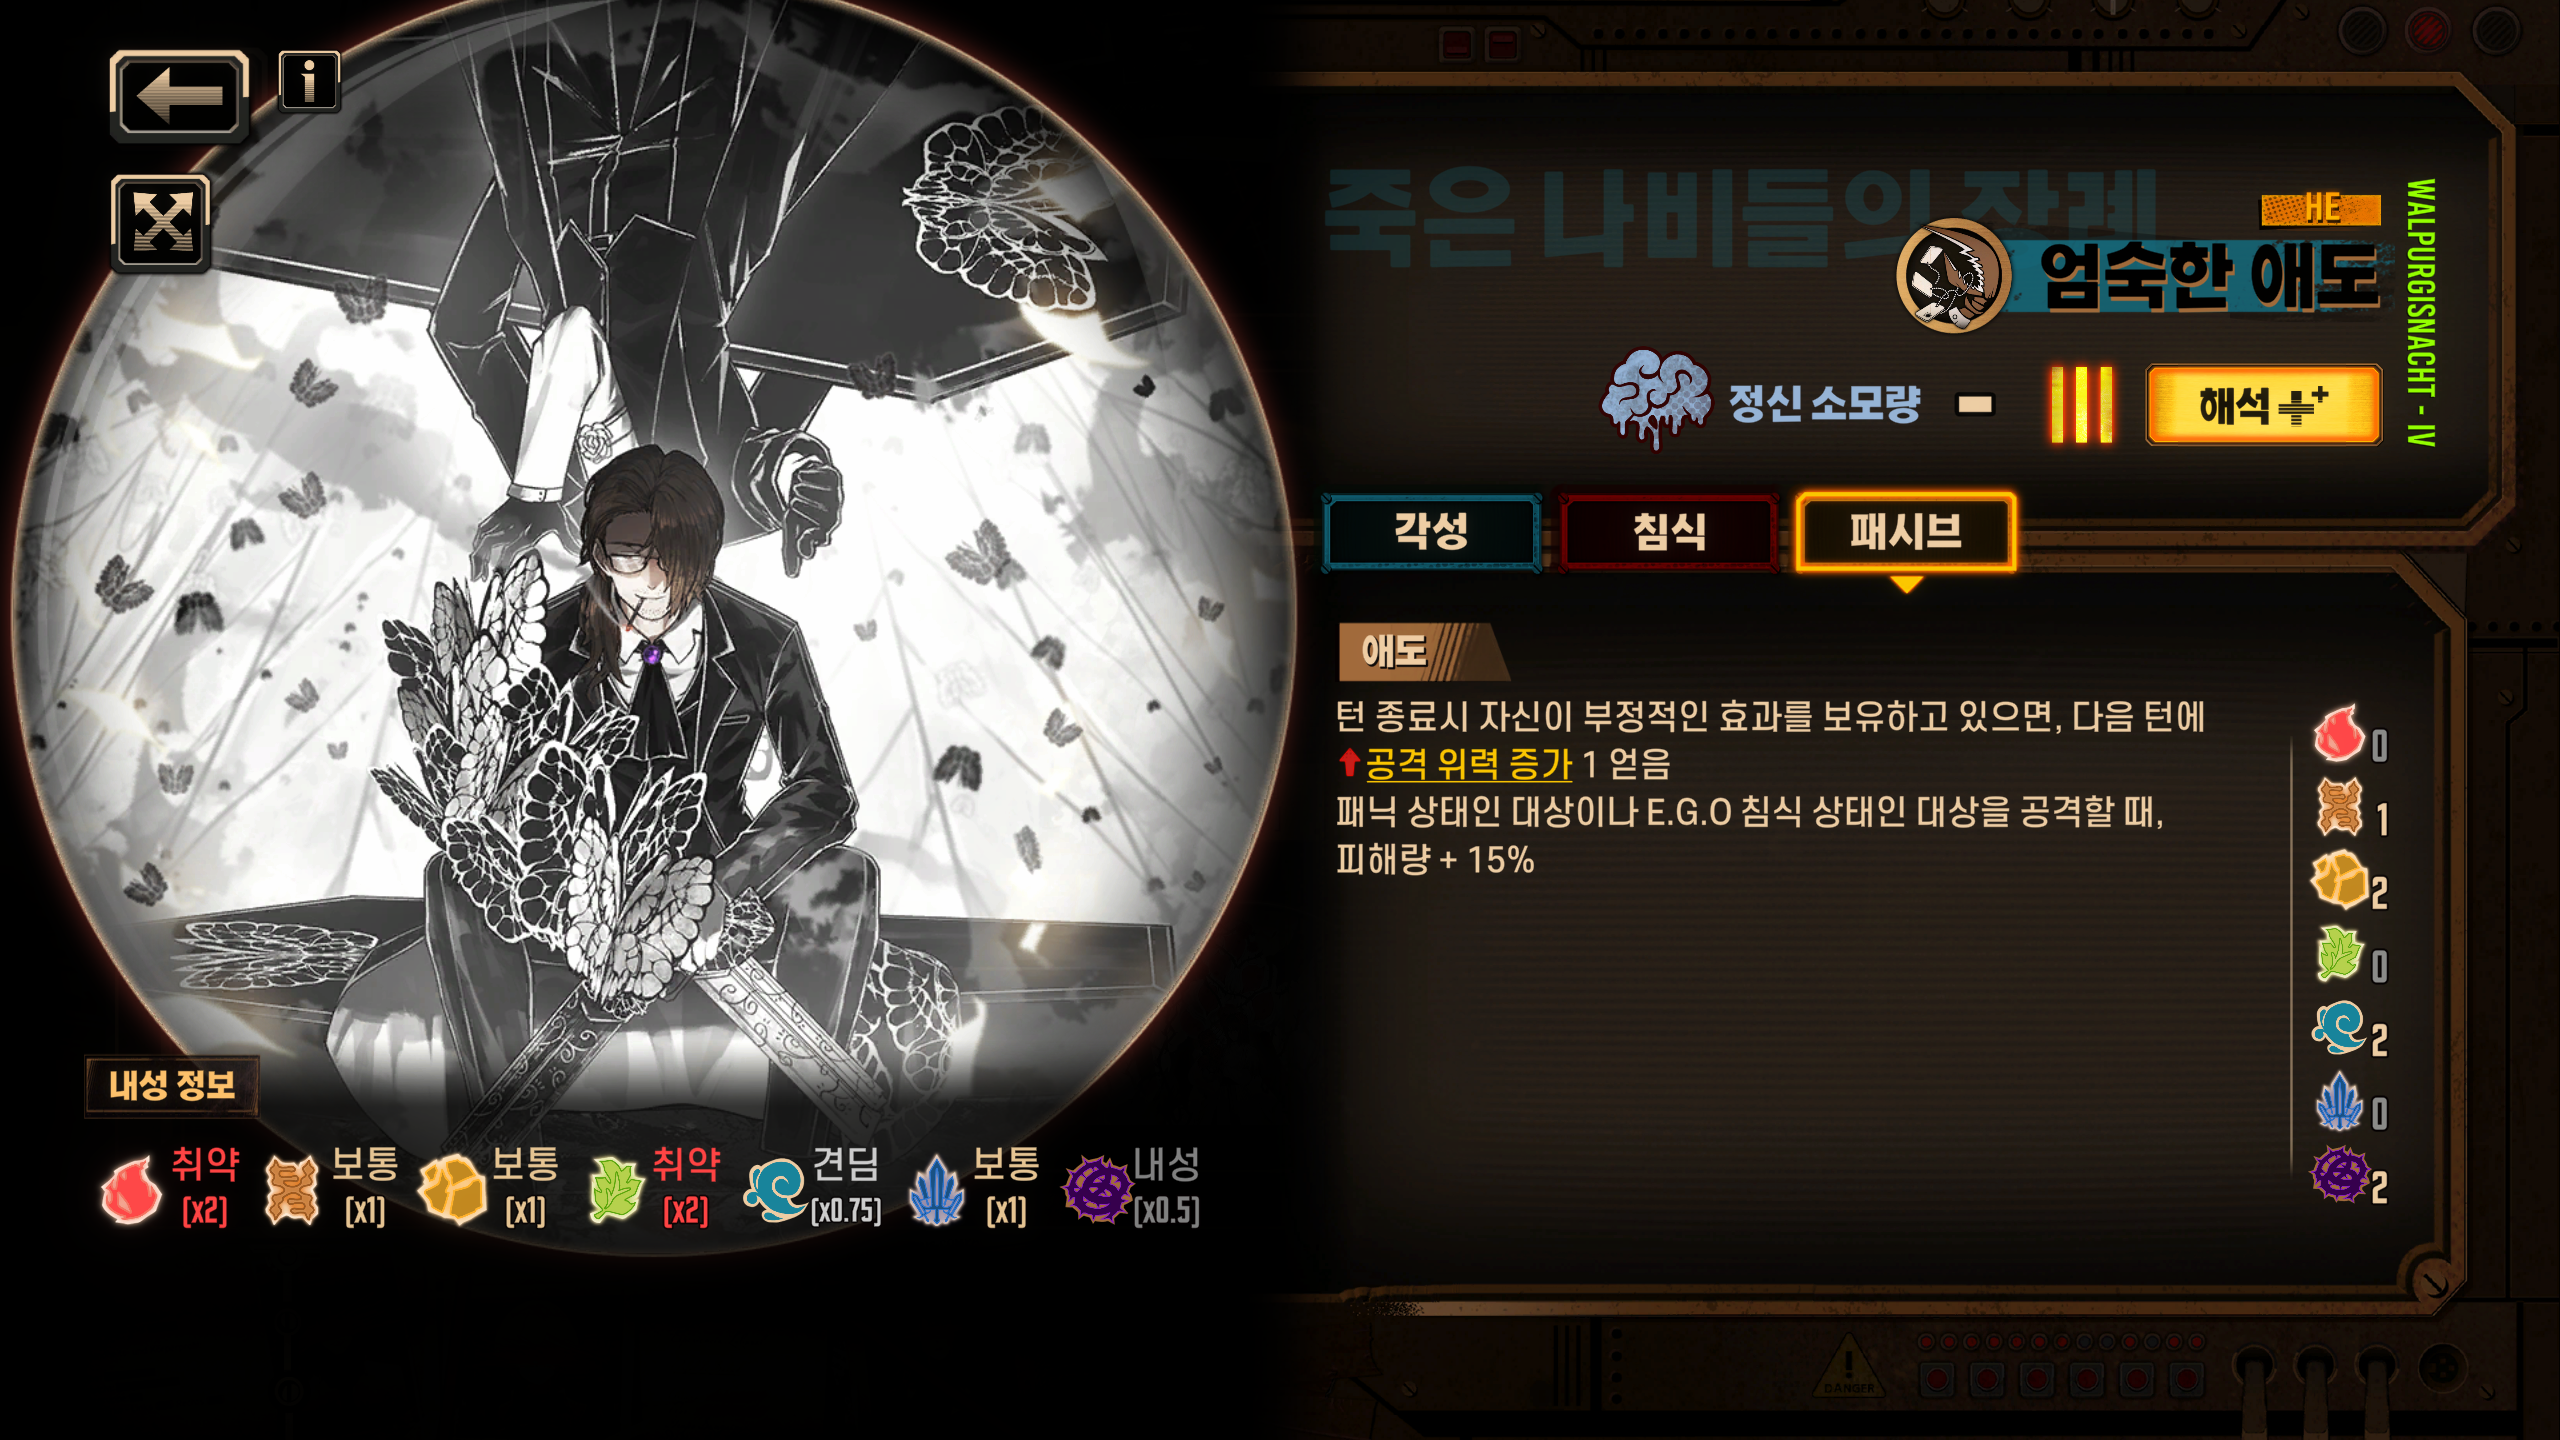 죽은 나비들의 장례
HE
엄숙한 애도
WALPURGISNACHT - IV
정신 소모량 -
해석
각성
침식
패시브
애도
턴 종료시 자신이 부정적인 효과를 보유하고 있으면, 다음 턴에
공격 위력 증가 1 얻음
패닉 상태인 대상이나 E.G.O 침식 상태인 대상을 공격할 때,
피해량 + 15%
0
1
2
0
2
0
2
내성 정보
취약 보통 보통 취약 견딤 보통 내성
[x2] [x1] [x1] [x2] [x0.75] [x1] [x0.5]
DANGER